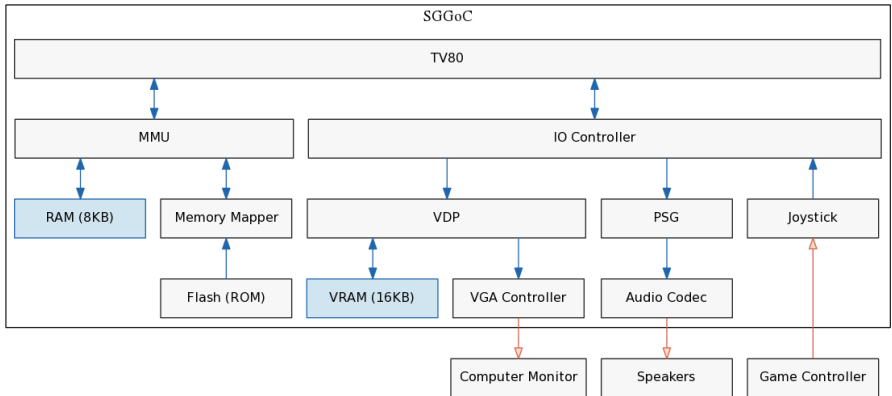 SGGoC
TV80
MMU
IO Controller
RAM (8KB)
Memory Mapper
VDP
PSG
Joystick
Flash (ROM)
VRAM (16KB)
VGA Controller
Audio Codec
Computer Monitor
Speakers
Game Controller